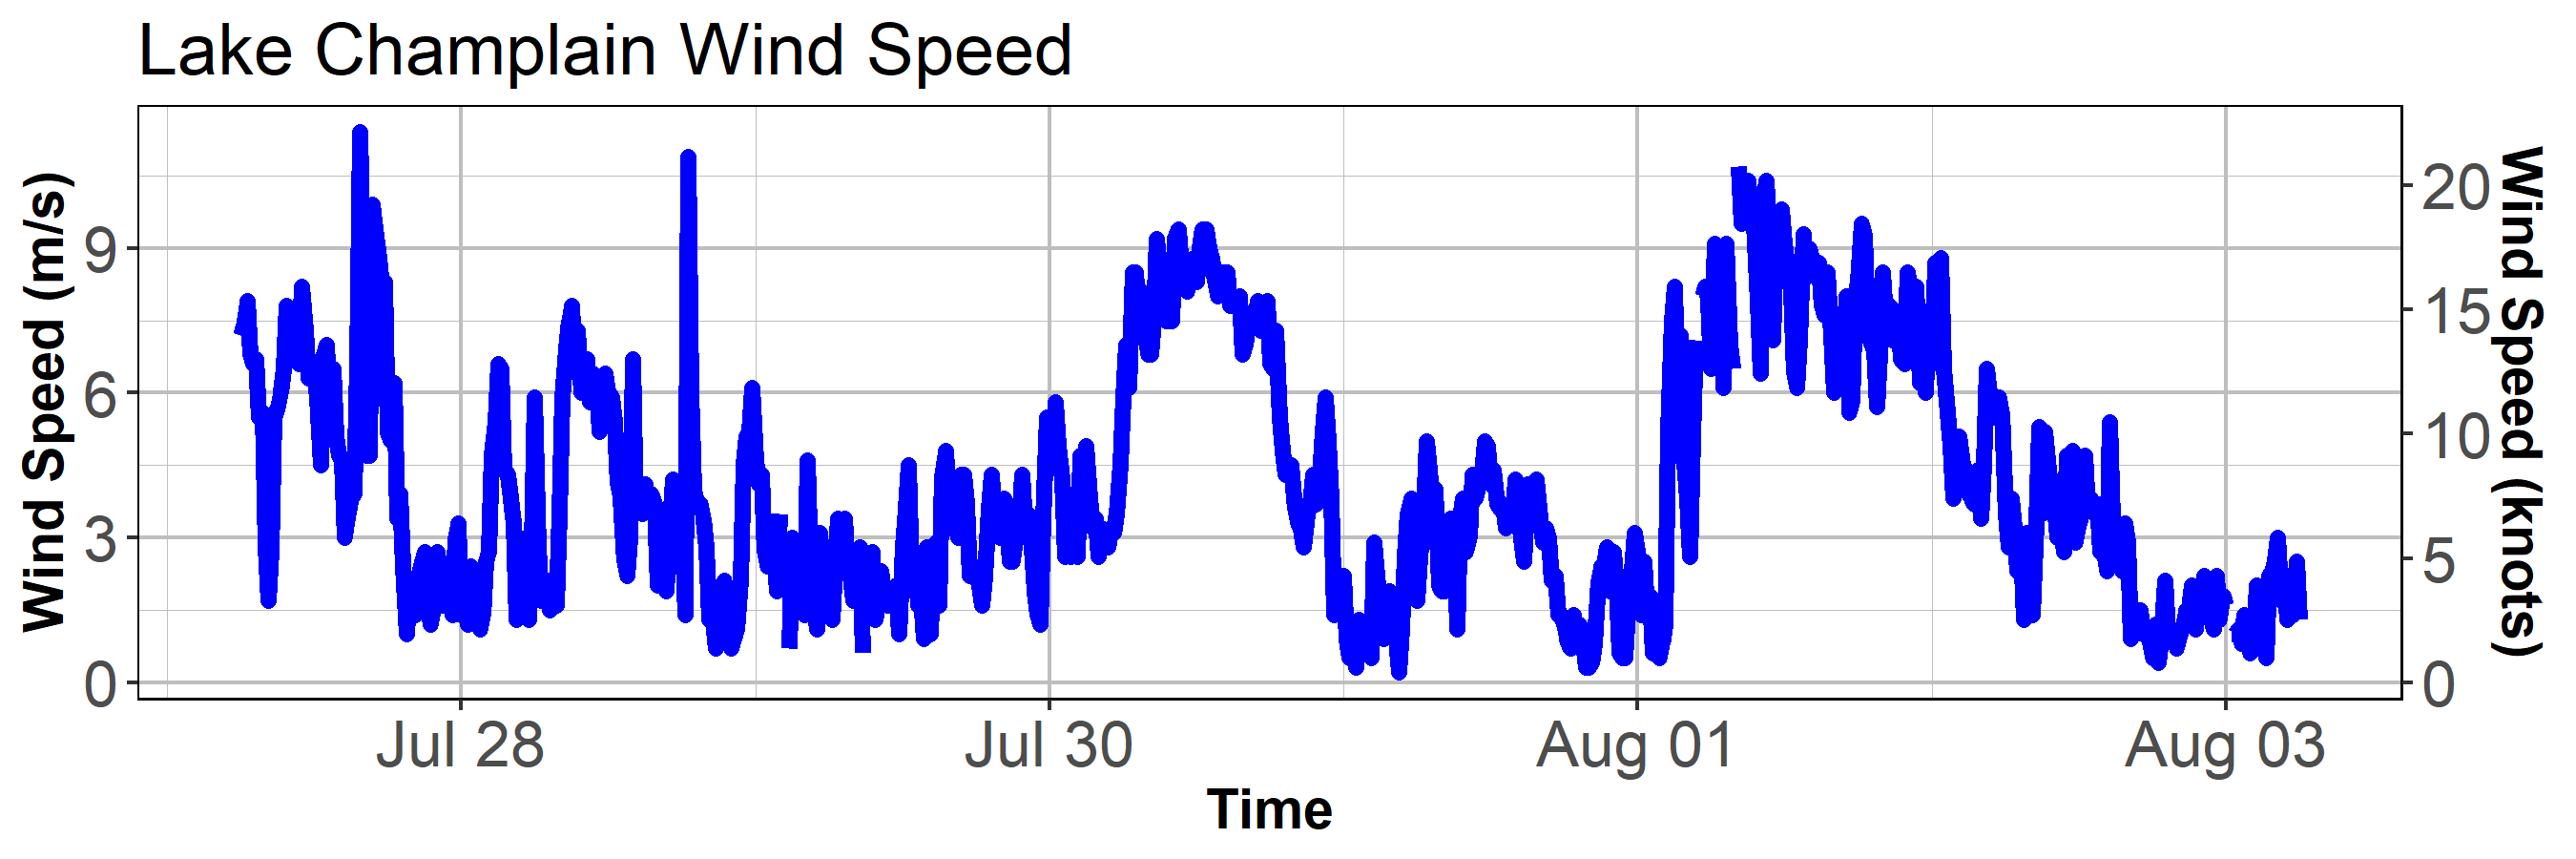 Lake Champlain Wind Speed
Wind Speed (m/s)
9
6
3
0
20
15
10
5
0
Wind Speed (knots)
Jul 28
Jul 30
Aug 01
Aug 03
Time